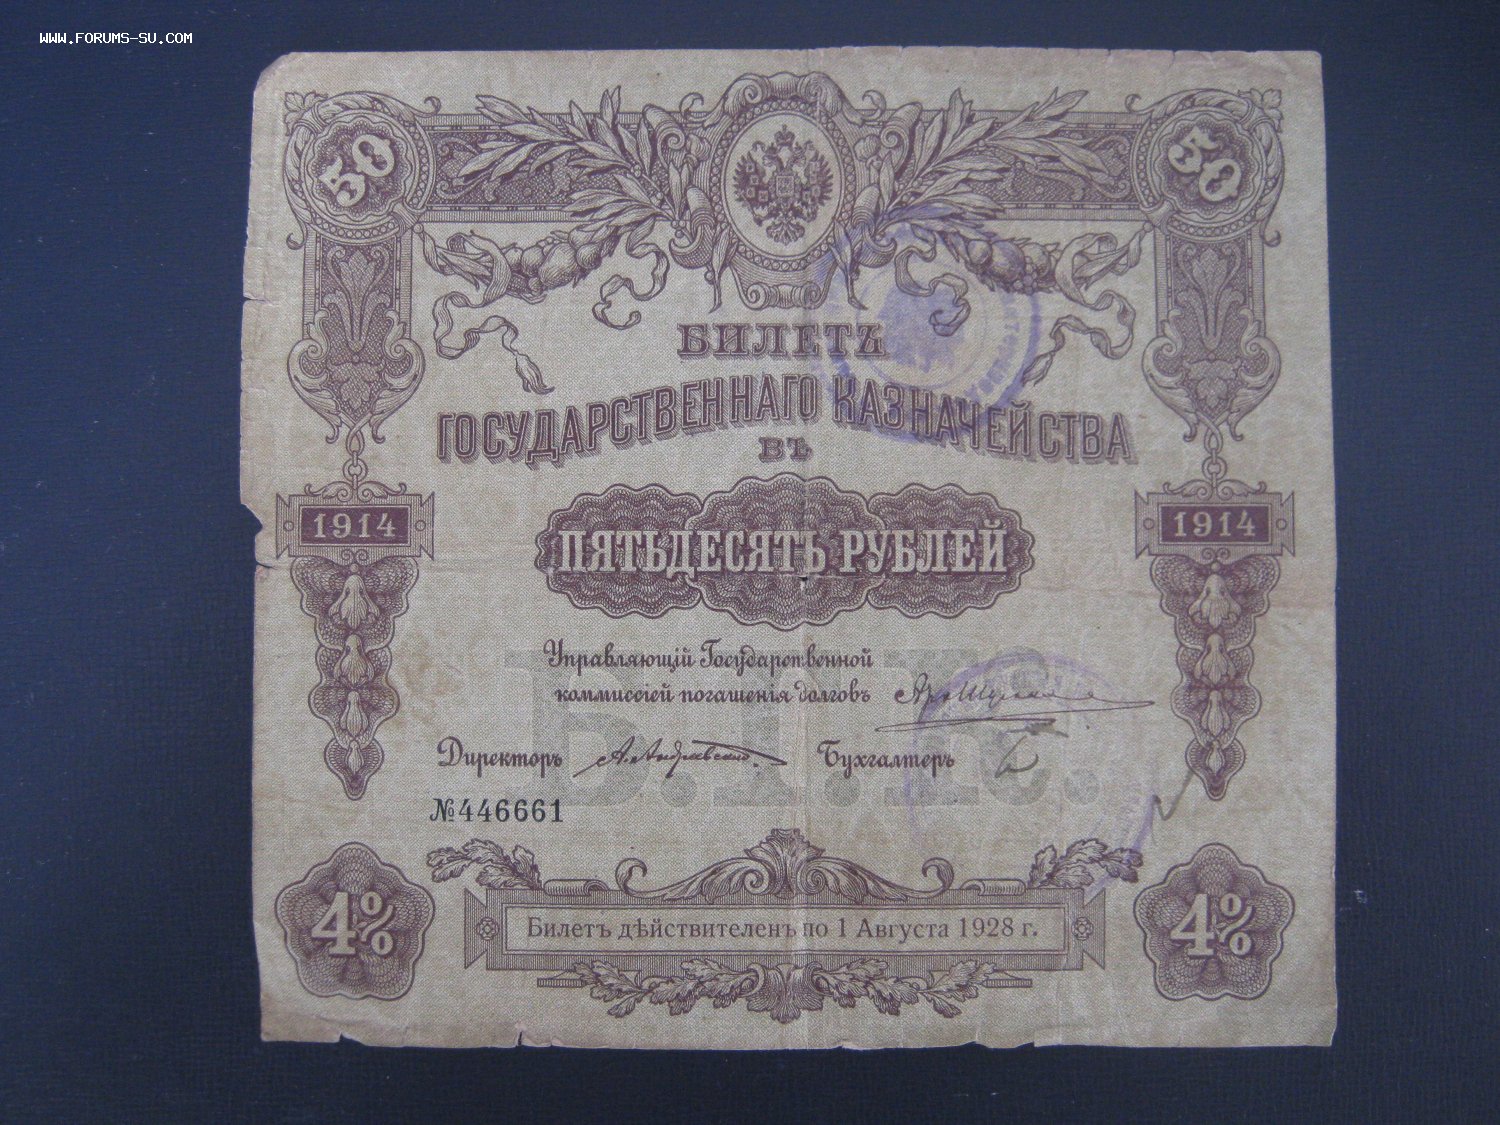 WWW.FORUMS-SU.COM
50 50
БИЛЕТЪ
ГОСУДАРСТВЕННАГО КАЗНАЧЕЙСТВА
ВЪ
1914 ПЯТЬДЕСЯТЪ РУБЛЕЙ 1914
Управляющій Государственной
коммиссіей погашенія долговъ
Директоръ Бухгалтеръ
№446661
4% 4%
Билетъ дѣйствителенъ по 1 Августа 1928 г.